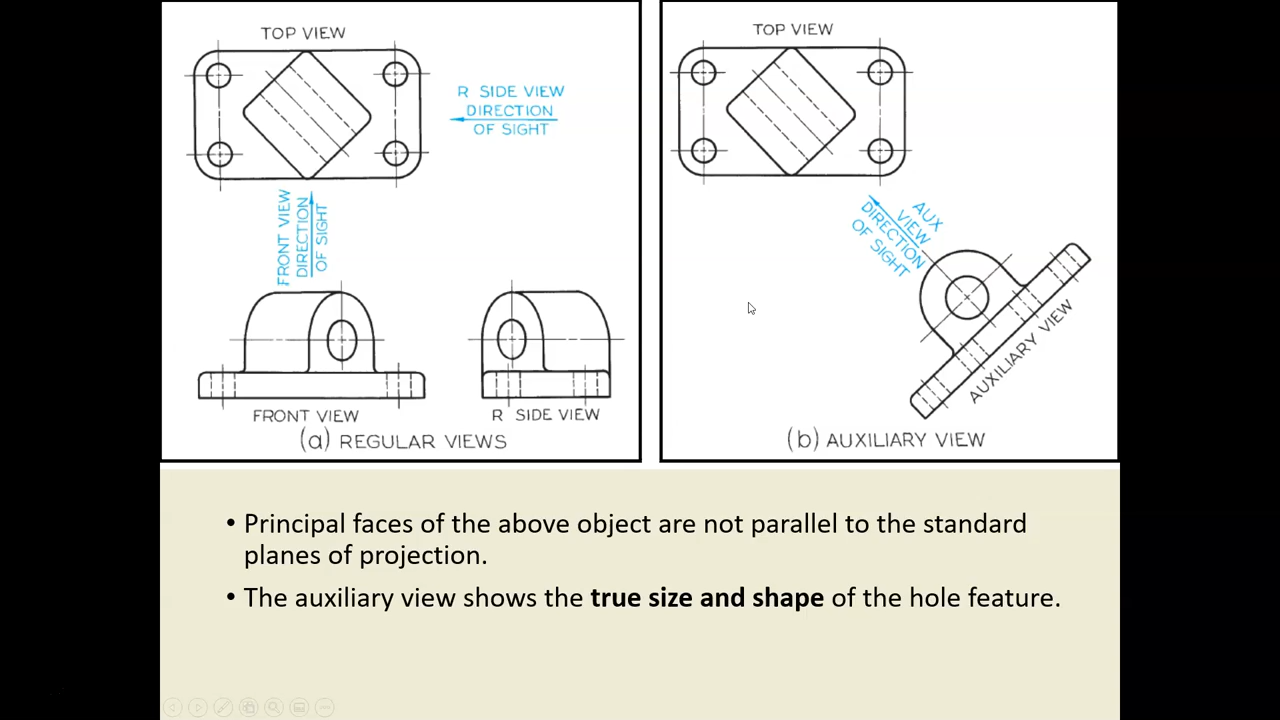 TOP VIEW
R SIDE VIEW
DIRECTION
OF SIGHT
FRONT VIEW
DIRECTION
OF SIGHT
FRONT VIEW
R SIDE VIEW
(a) REGULAR VIEWS
TOP VIEW
AUX
VIEW
DIRECTION
OF SIGHT
AUXILIARY VIEW
(b) AUXILIARY VIEW
• Principal faces of the above object are not parallel to the standard
planes of projection.
• The auxiliary view shows the true size and shape of the hole feature.